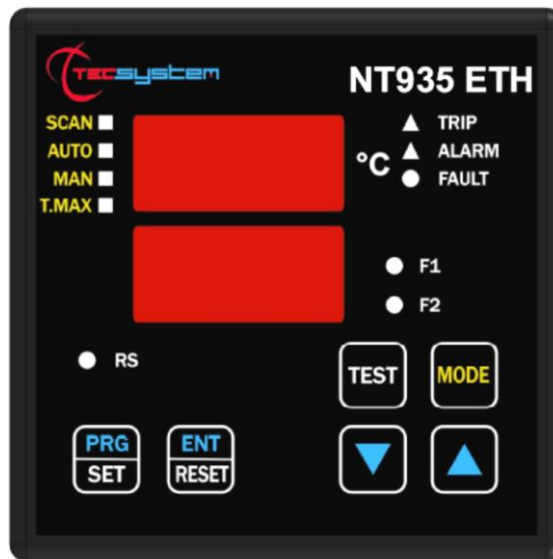 TECSYSTEM
NT935 ETH
SCAN
AUTO
MAN
T.MAX
°C
TRIP
ALARM
FAULT
F1
F2
RS
TEST
MODE
PRG
SET
ENT
RESET